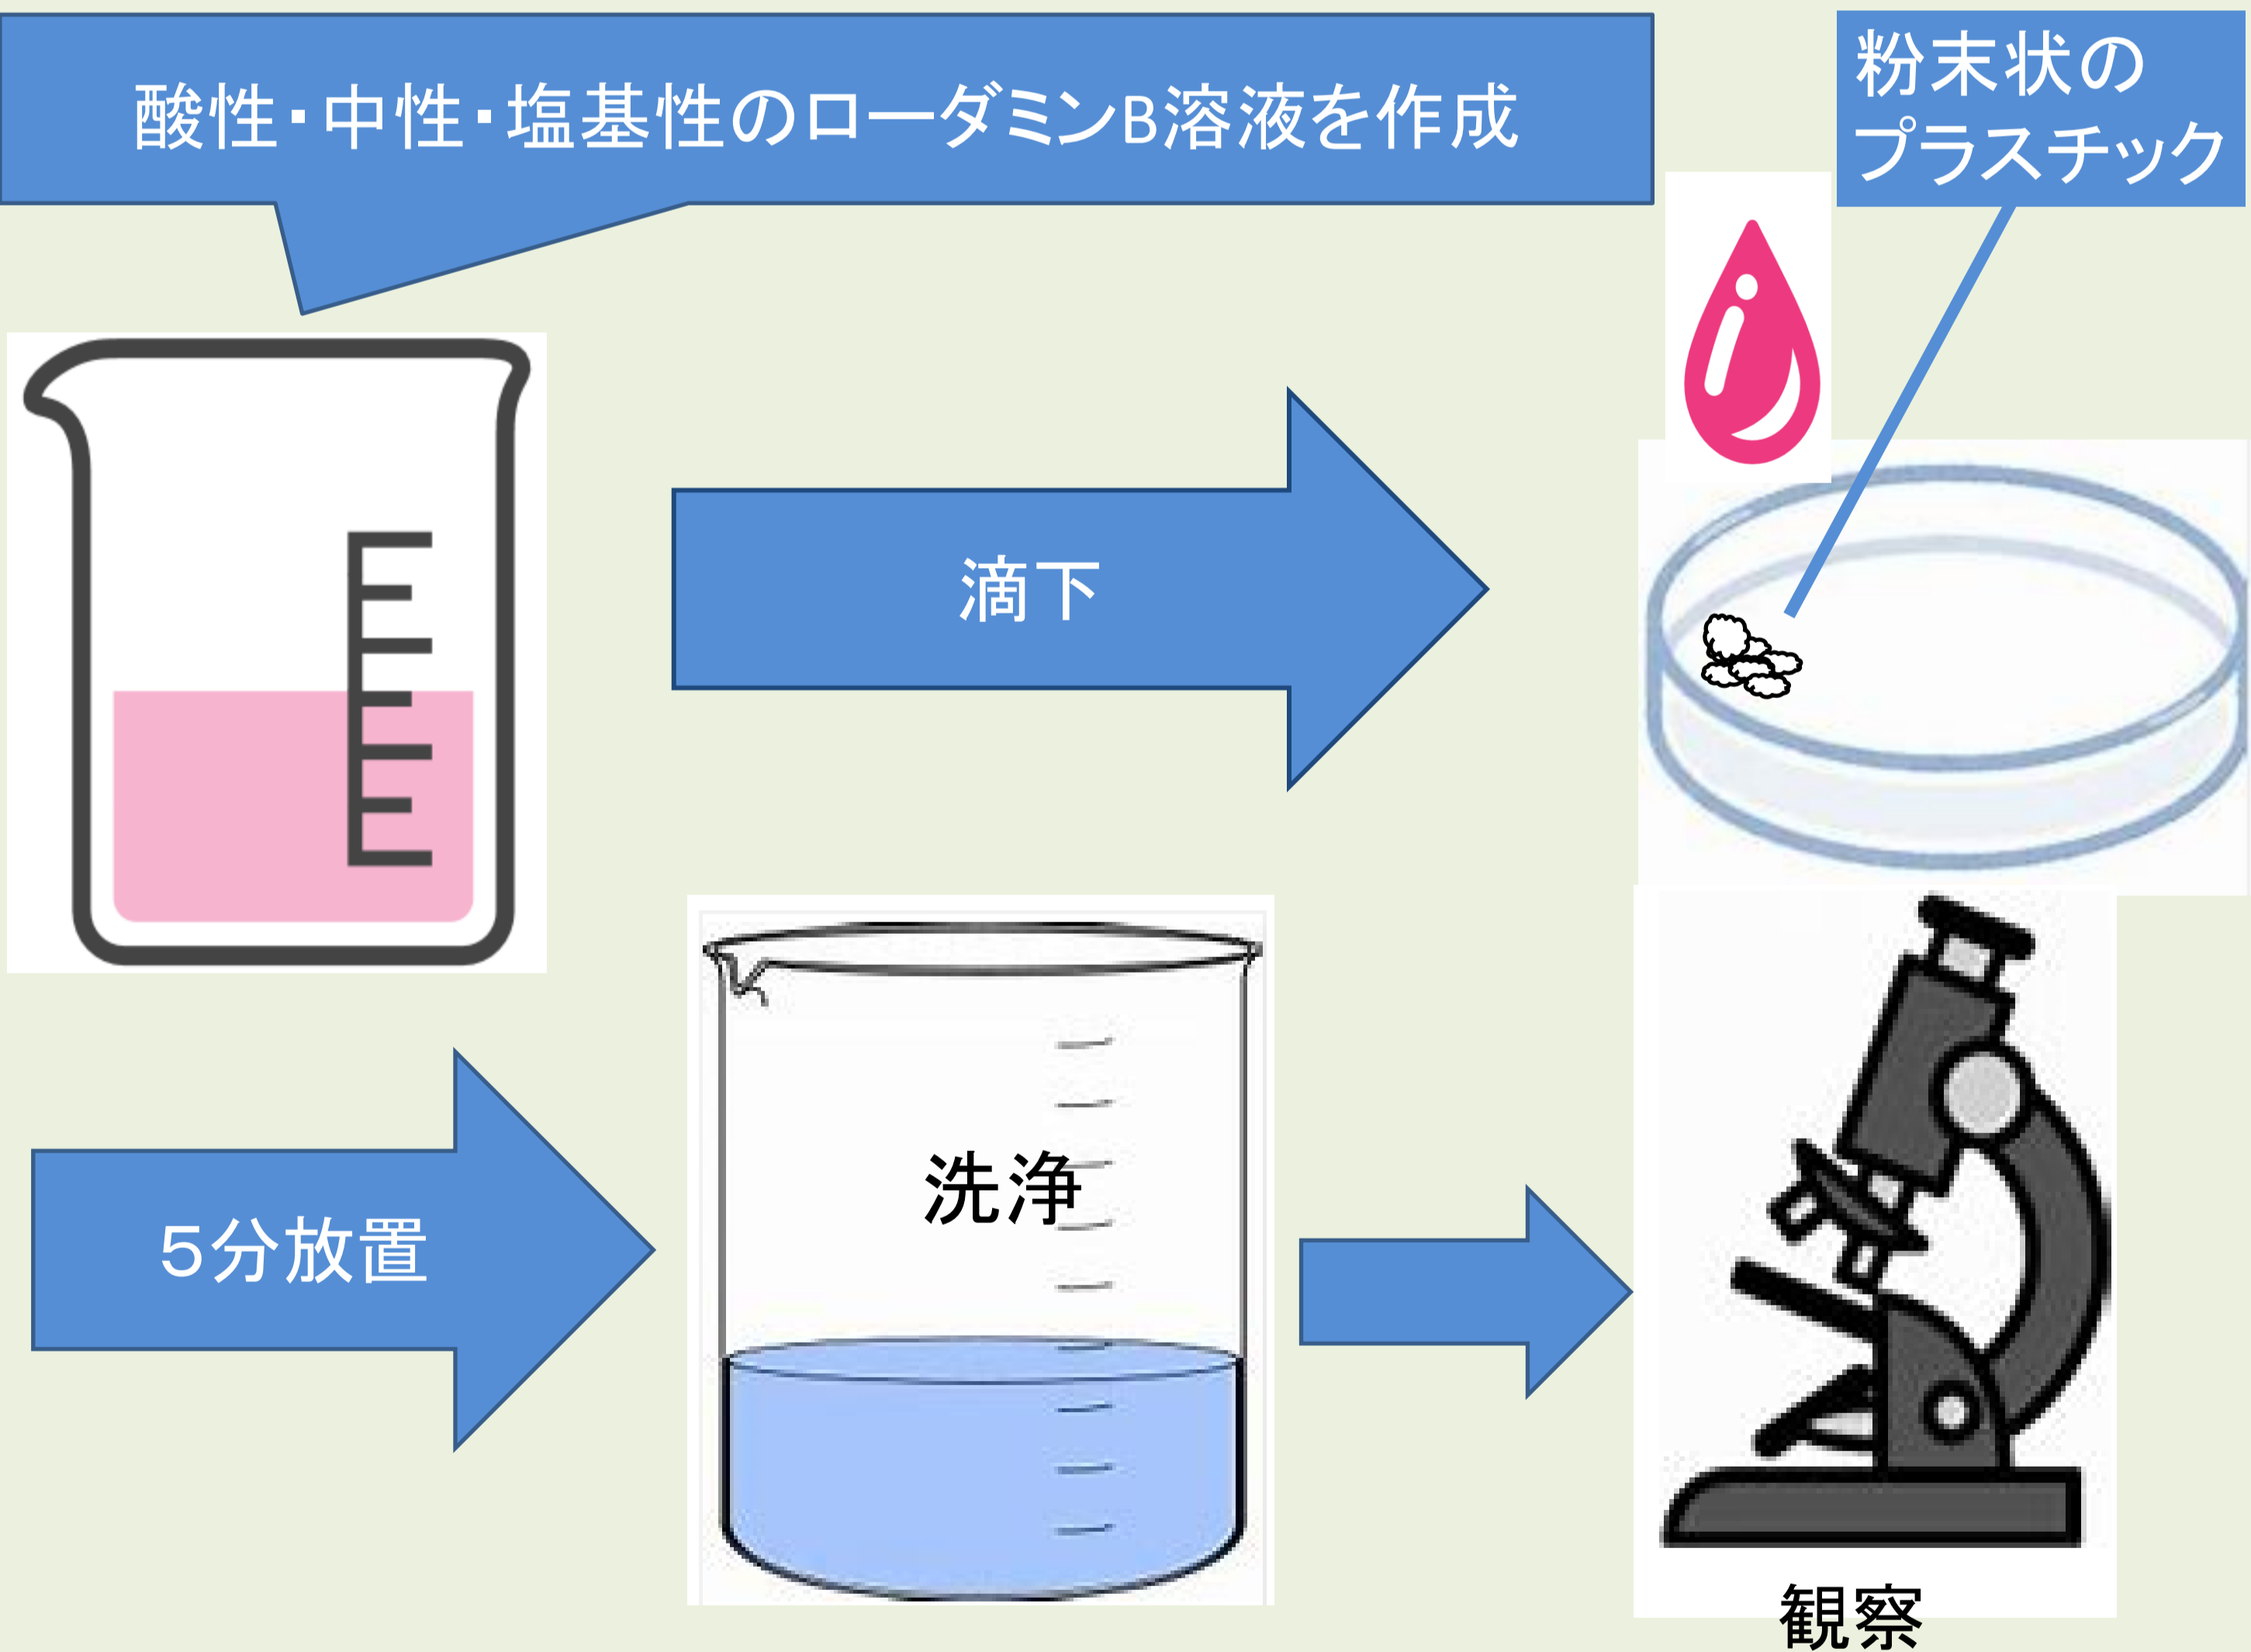 酸性・中性・塩基性のローダミンB溶液を作成
粉末状の
プラスチック
滴下
5分放置
洗浄
観察